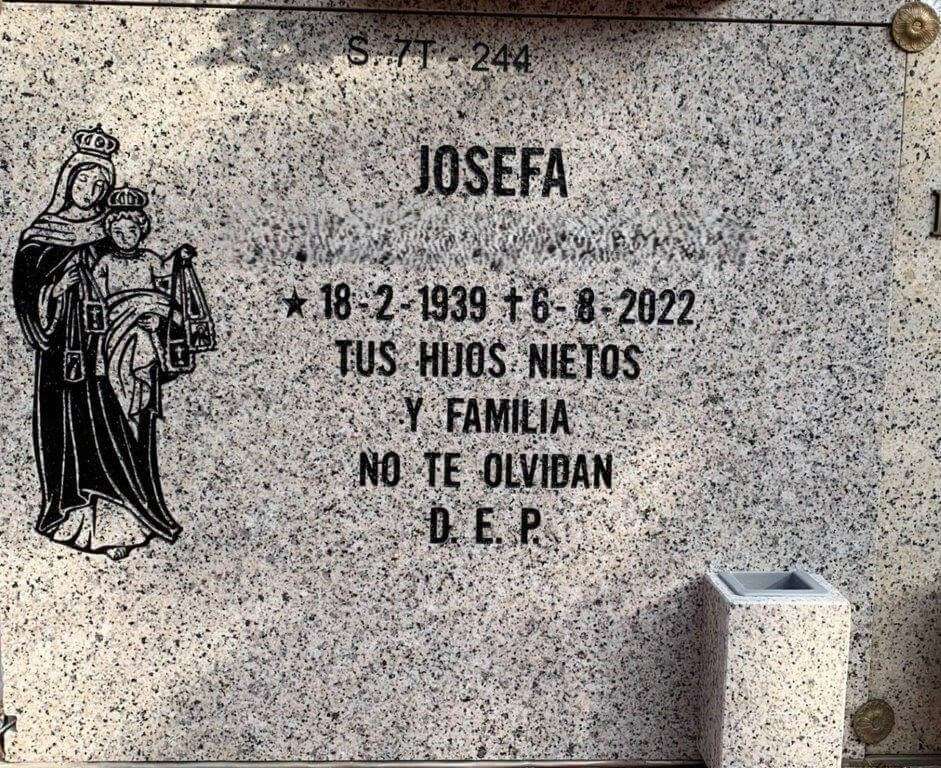 S. 7T - 244
JOSEFA
★ 18-2-1939 ✝ 6-8-2022
TUS HIJOS NIETOS
Y FAMILIA
NO TE OLVIDAN
D. E. P.